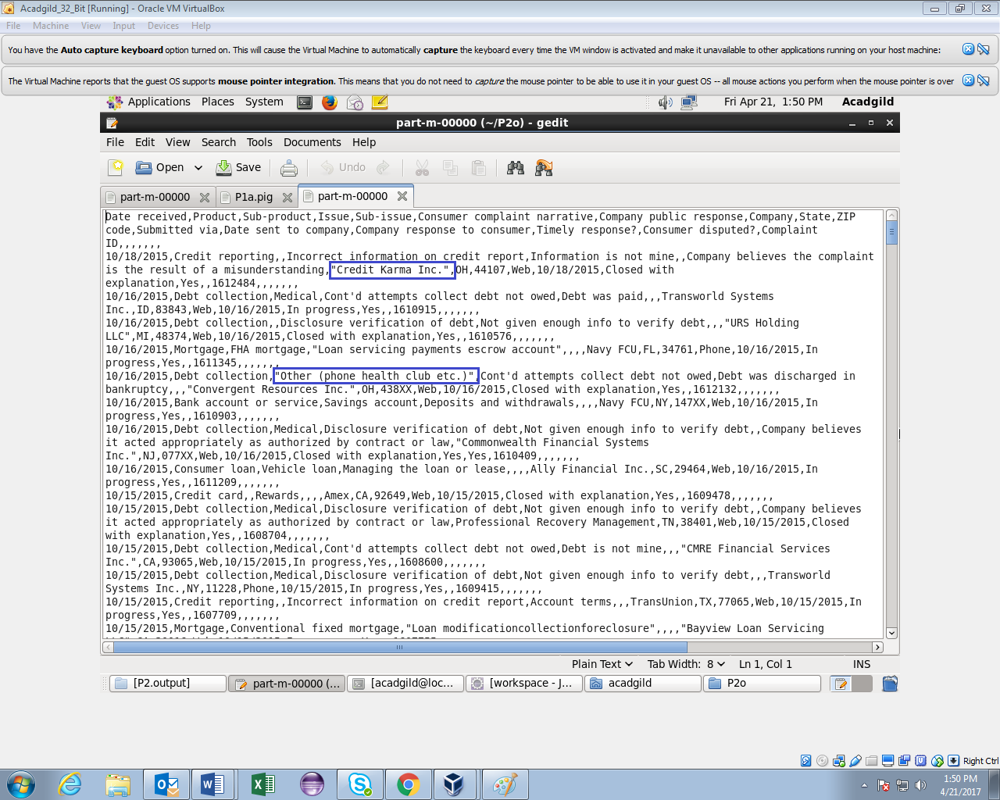 Acadgild_32_Bit [Running] - Oracle VM VirtualBox
File Machine View Input Devices Help
You have the Auto capture keyboard option turned on. This will cause the Virtual Machine to automatically capture the keyboard every time the VM window is activated and make it unavailable to other applications running on your host machine:
The Virtual Machine reports that the guest OS supports mouse pointer integration. This means that you do not need to capture the mouse pointer to be able to use it in your guest OS -- all mouse actions you perform when the mouse pointer is over
Applications Places System Fri Apr 21, 1:50 PM Acadgild
part-m-00000 (~/P2o) - gedit
File Edit View Search Tools Documents Help
Open Save Undo
part-m-00000 P1a.pig part-m-00000
Date received,Product,Sub-product,Issue,Sub-issue,Consumer complaint narrative,Company public response,Company,State,ZIP
code,Submitted via,Date sent to company,Company response to consumer,Timely response?,Consumer disputed?,Complaint
ID,,,,,,,
10/18/2015,Credit reporting,,Incorrect information on credit report,Information is not mine,,Company believes the complaint
is the result of a misunderstanding,"Credit Karma Inc.",OH,44107,Web,10/18/2015,Closed with
explanation,Yes,,1612484,,,,,,,
10/16/2015,Debt collection,Medical,Cont'd attempts collect debt not owed,Debt was paid,,,Transworld Systems
Inc.,ID,83843,Web,10/16/2015,In progress,Yes,,1610915,,,,,,,
10/16/2015,Debt collection,,Disclosure verification of debt,Not given enough info to verify debt,,,"URS Holding
LLC",MI,48374,Web,10/16/2015,Closed with explanation,Yes,,1610576,,,,,,,
10/16/2015,Mortgage,FHA mortgage,"Loan servicing payments escrow account",,,,Navy FCU,FL,34761,Phone,10/16/2015,In
progress,Yes,,1611345,,,,,,,
10/16/2015,Debt collection,"Other (phone health club etc.)",Cont'd attempts collect debt not owed,Debt was discharged in
bankruptcy,,,"Convergent Resources Inc.",OH,438XX,Web,10/16/2015,Closed with explanation,Yes,,1612132,,,,,,,
10/16/2015,Bank account or service,Savings account,Deposits and withdrawals,,,,Navy FCU,NY,147XX,Web,10/16/2015,In
progress,Yes,,1610903,,,,,,,
10/16/2015,Debt collection,Medical,Disclosure verification of debt,Not given enough info to verify debt,,Company believes
it acted appropriately as authorized by contract or law,"Commonwealth Financial Systems
Inc.",NJ,077XX,Web,10/16/2015,Closed with explanation,Yes,Yes,1610409,,,,,,,
10/16/2015,Consumer loan,Vehicle loan,Managing the loan or lease,,,,Ally Financial Inc.,SC,29464,Web,10/16/2015,In
progress,Yes,,1611209,,,,,,,
10/15/2015,Credit card,,Rewards,,,,Amex,CA,92649,Web,10/15/2015,Closed with explanation,Yes,,1609478,,,,,,,
10/15/2015,Debt collection,Medical,Disclosure verification of debt,Not given enough info to verify debt,,Company believes
it acted appropriately as authorized by contract or law,Professional Recovery Management,TN,38401,Web,10/15/2015,Closed
with explanation,Yes,,1608704,,,,,,,
10/15/2015,Debt collection,Medical,Cont'd attempts collect debt not owed,Debt is not mine,,,"CMRE Financial Services
Inc.",CA,93065,Web,10/15/2015,In progress,Yes,,1608600,,,,,,,
10/15/2015,Debt collection,Medical,Disclosure verification of debt,Not given enough info to verify debt,,,Transworld
Systems Inc.,NY,11228,Phone,10/15/2015,In progress,Yes,,1609415,,,,,,,
10/15/2015,Credit reporting,,Incorrect information on credit report,Account terms,,,TransUnion,TX,77065,Web,10/15/2015,In
progress,Yes,,1607709,,,,,,,
10/15/2015,Mortgage,Conventional fixed mortgage,"Loan modificationcollectionforeclosure",,,,"Bayview Loan Servicing
Plain Text Tab Width: 8 Ln 1, Col 1 INS
[P2.output] part-m-00000 (... [acadgild@loc... [workspace - J... acadgild P2o
Right Ctrl
1:50 PM
4/21/2017